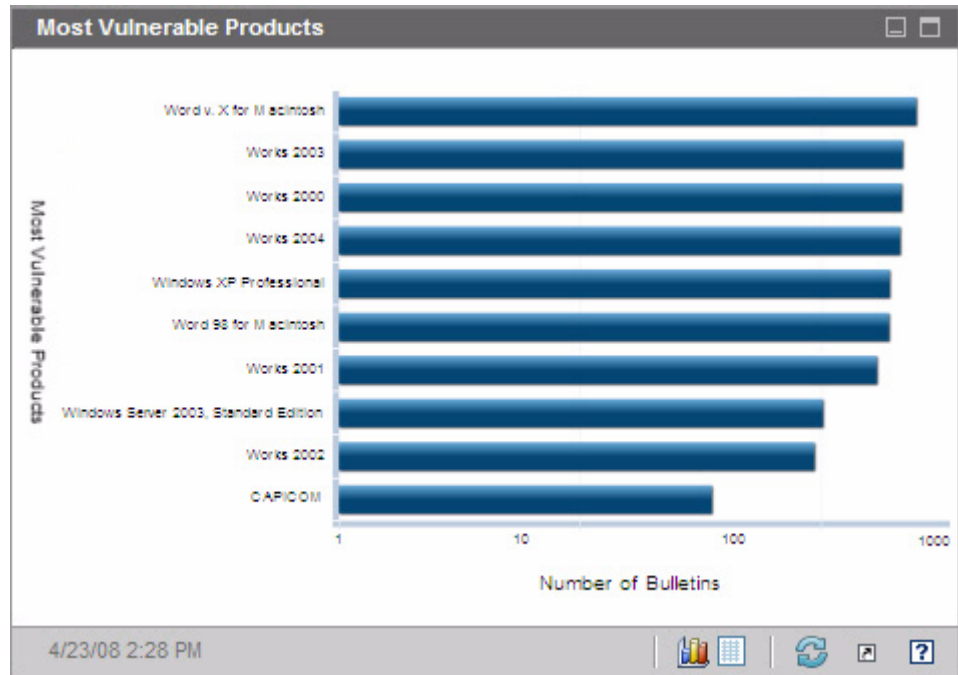 Most Vulnerable Products
Word v. X for Macintosh
Works 2003
Works 2000
Works 2004
Windows XP Professional
Word 98 for Macintosh
Works 2001
Windows Server 2003, Standard Edition
Works 2002
CAPICOM
Most Vulnerable Products
1 10 100 1000
Number of Bulletins
4/23/08 2:28 PM
?